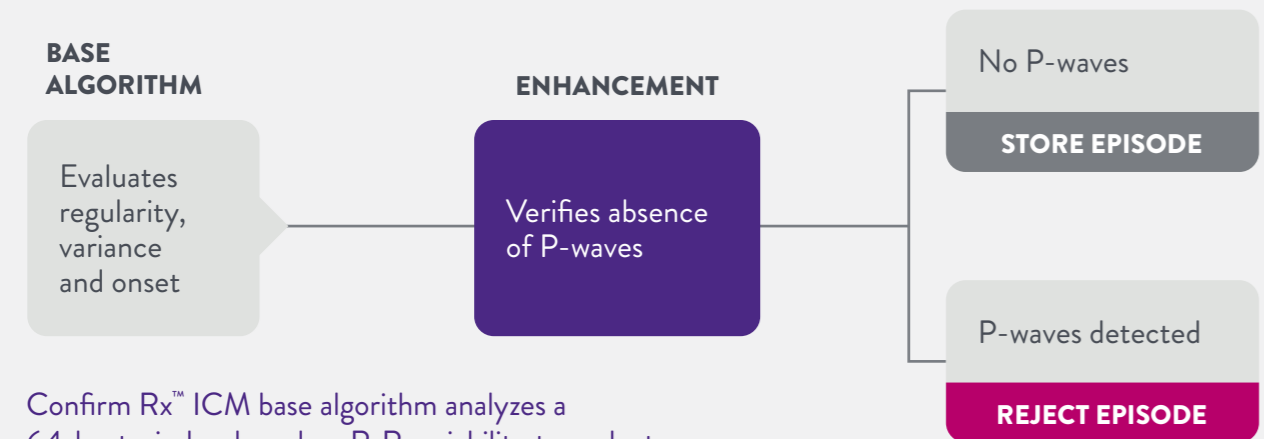 BASE
ALGORITHM
ENHANCEMENT
Evaluates
regularity,
variance
and onset
Verifies absence
of P-waves
No P-waves
STORE EPISODE
P-waves detected
REJECT EPISODE
Confirm Rx™ ICM base algorithm analyzes a